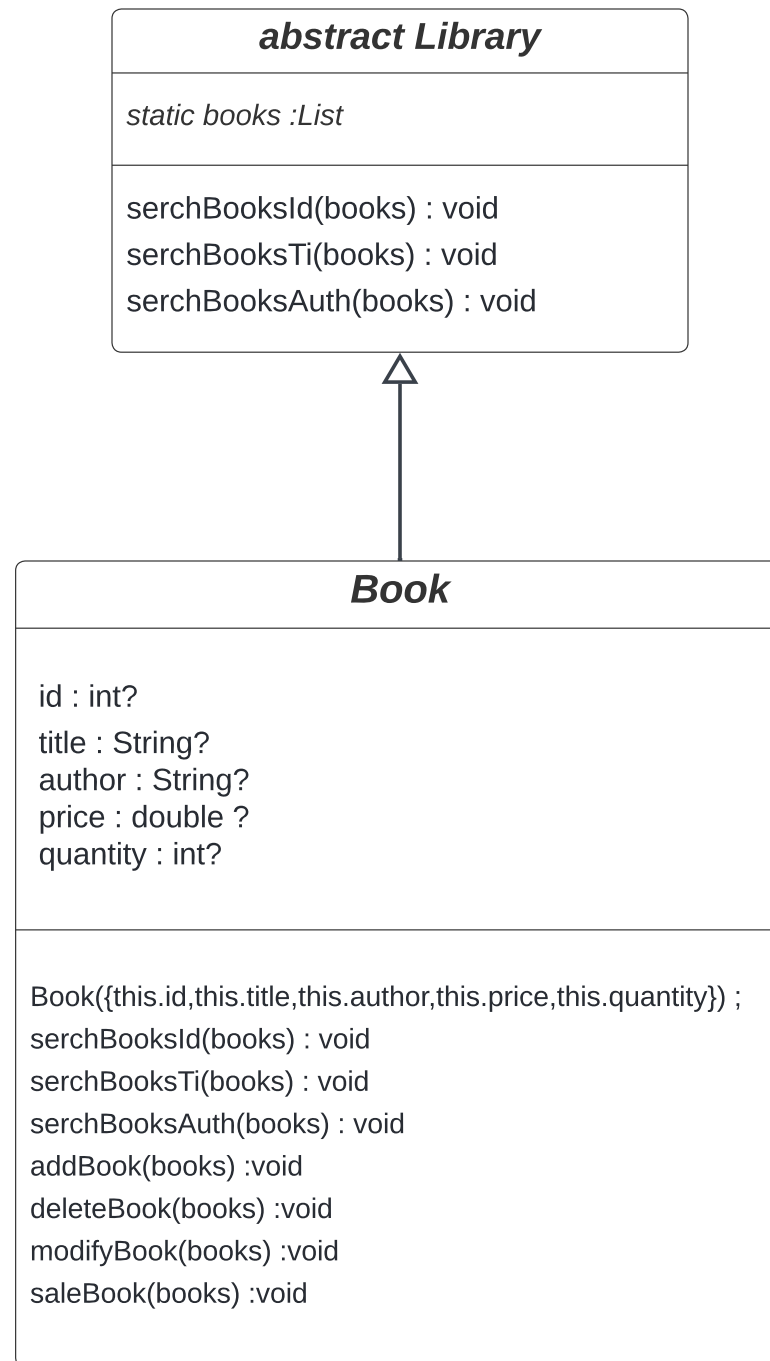 abstract Library
static books :List
serchBooksId(books) : void
serchBooksTi(books) : void
serchBooksAuth(books) : void
Book
id : int?
title : String?
author : String?
price : double ?
quantity : int?
Book({this.id,this.title,this.author,this.price,this.quantity}) ;
serchBooksId(books) : void
serchBooksTi(books) : void
serchBooksAuth(books) : void
addBook(books) :void
deleteBook(books) :void
modifyBook(books) :void
saleBook(books) :void